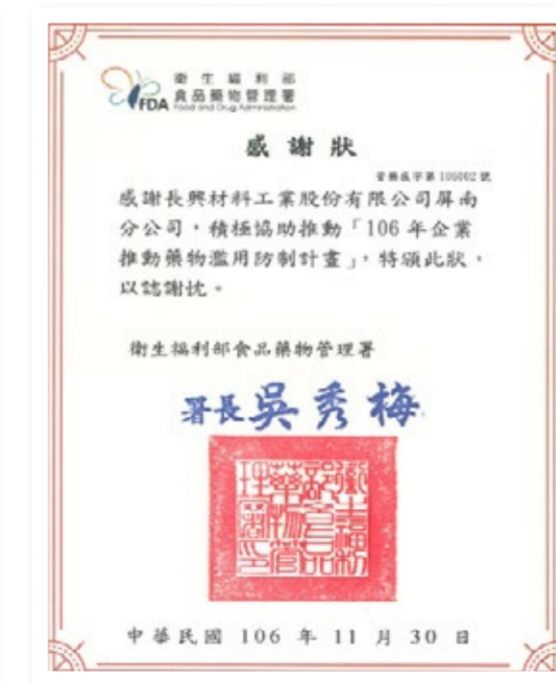 衛生福利部
FDA 食品藥物管理署
Food and Drug Administration
感謝狀
感謝長興材料工業股份有限公司屏南
分公司，積極協助推動「106 年企業
推動藥物濫用防制計畫」，特頒此狀，
以誌謝忱。
衛生福利部食品藥物管理署
署長吳秀梅
中華民國 106 年 11 月 30 日